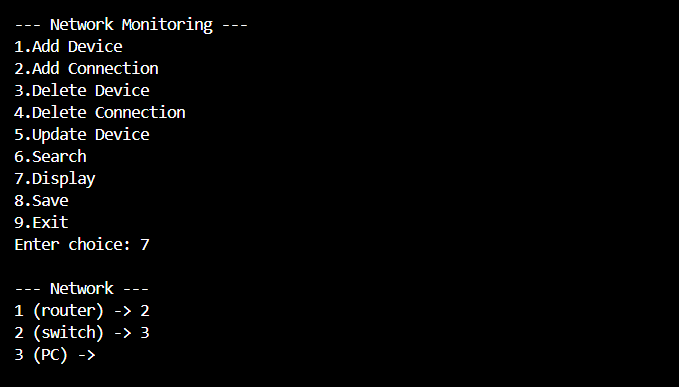 --- Network Monitoring ---
1.Add Device
2.Add Connection
3.Delete Device
4.Delete Connection
5.Update Device
6.Search
7.Display
8.Save
9.Exit
Enter choice: 7
--- Network ---
1 (router) -> 2
2 (switch) -> 3
3 (PC) ->